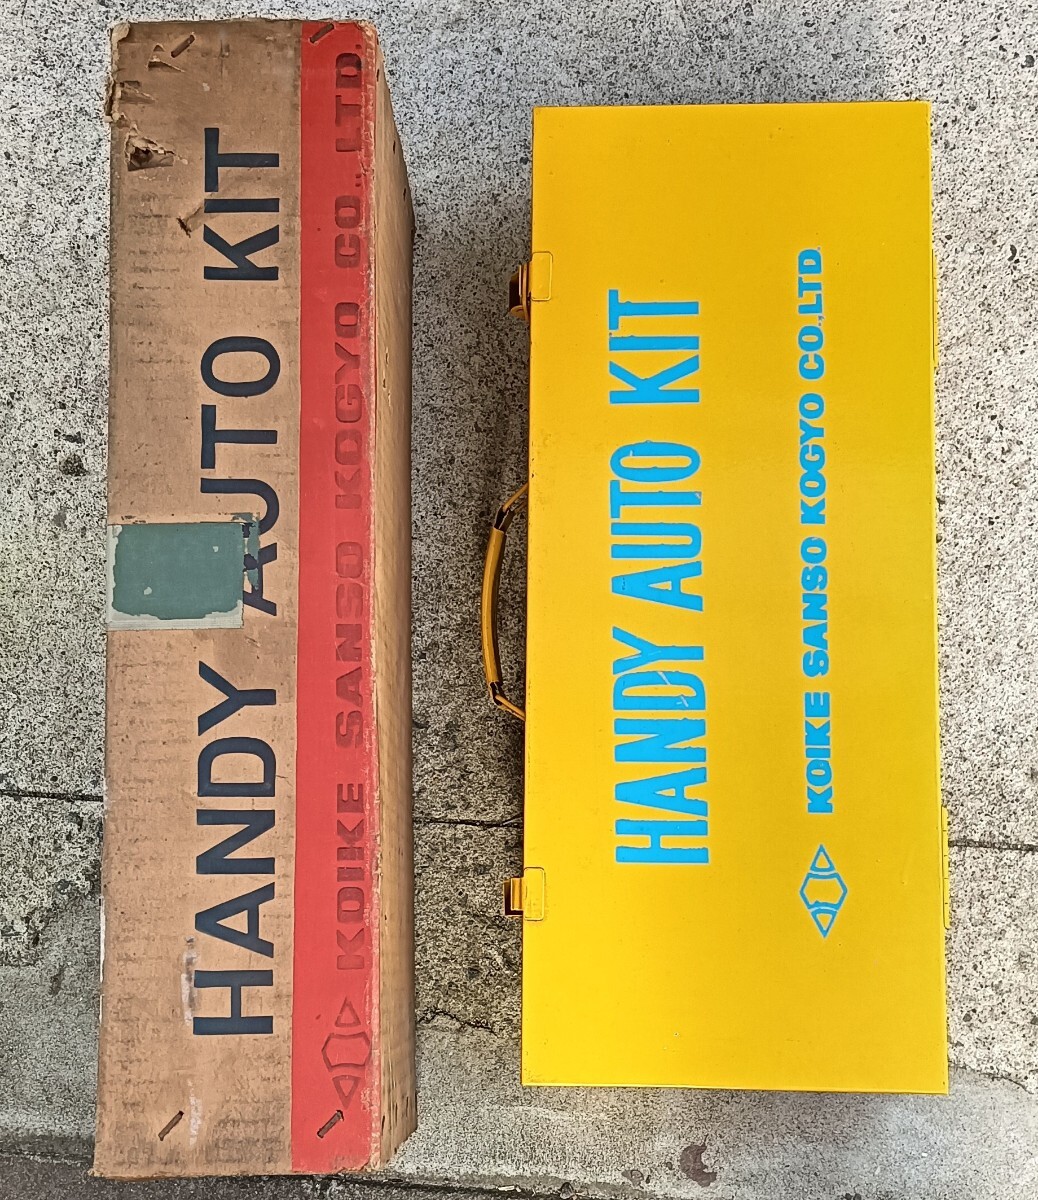 HANDY AUTO KIT
KOIKE SANSO KOGYO CO., LTD.
HANDY AUTO KIT
KOIKE SANSO KOGYO CO.,LTD.